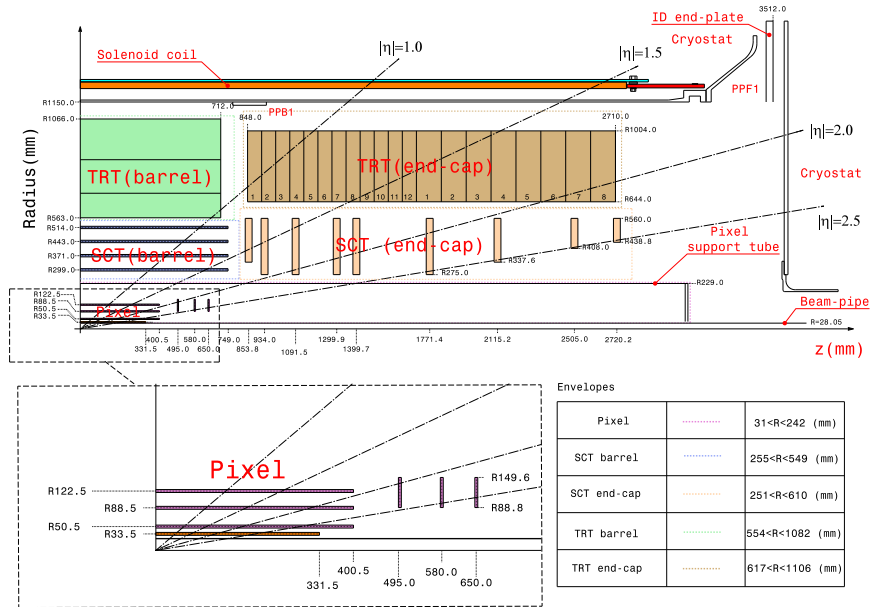 3512.0
ID end-plate
Cryostat
|η|=1.0
|η|=1.5
Solenoid coil
PPF1
R1150.0
712.0
PPB1
848.0
2710.0
R1066.0
R1004.0
|η|=2.0
Radius(mm)
TRT(barrel)
TRT(end-cap)
Cryostat
1 2 3 4 5 6 7 8 9 10 11 12 1 2 3 4 5 6 7 8
R644.0
R563.0
R514.0
R443.0
R371.0
R299.0
SCT(barrel)
SCT (end-cap)
R560.0
R438.8
R408.0
R337.6
R275.0
|η|=2.5
Pixel
support tube
R229.0
R122.5
R88.5
R50.5
R33.5
Pixel
Beam-pipe
R=28.05
400.5 580.0 749.0 934.0 1299.9 1771.4 2115.2 2505.0 2720.2
331.5 495.0 650.0 853.8 1091.5 1399.7
z(mm)
Pixel
R122.5
R88.5
R50.5
R33.5
R149.6
R88.8
400.5
331.5
495.0
580.0
650.0
Envelopes
Pixel 31<R<242 (mm)
SCT barrel 255<R<549 (mm)
SCT end-cap 251<R<610 (mm)
TRT barrel 554<R<1082 (mm)
TRT end-cap 617<R<1106 (mm)